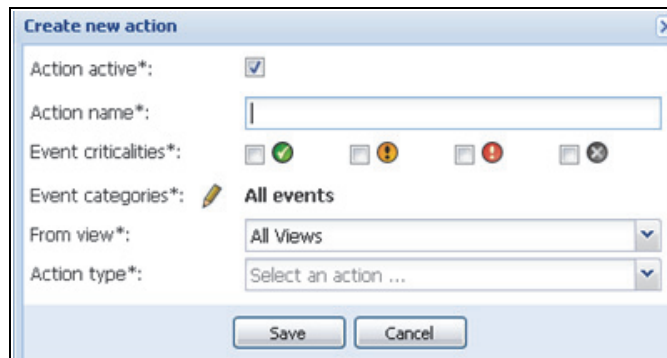 Create new action
Action active*:
Action name*:
Event criticalities*:
Event categories*: All events
From view*: All Views
Action type*: Select an action ...
Save Cancel